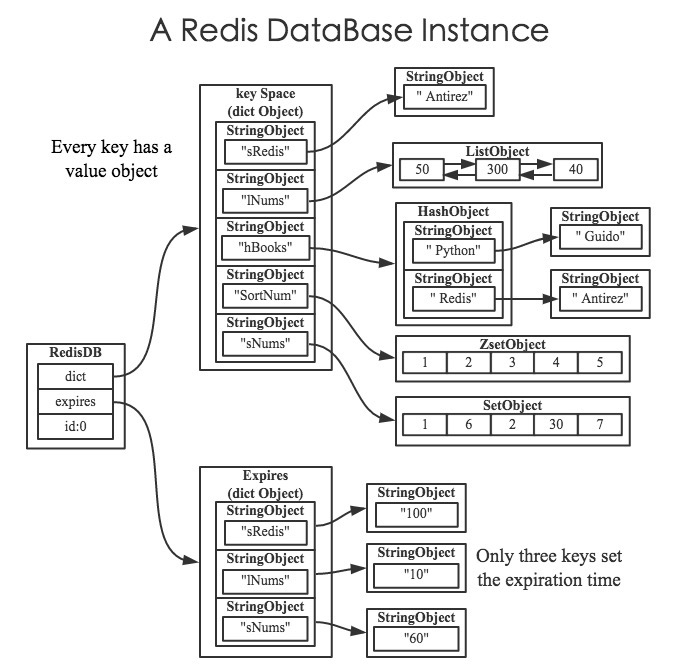 A Redis DataBase Instance
Every key has a
value object
key Space
(dict Object)
StringObject
"sRedis"
StringObject
"lNums"
StringObject
"hBooks"
StringObject
"SortNum"
StringObject
"sNums"
StringObject
" Antirez"
ListObject
50 300 40
HashObject
StringObject
" Python"
StringObject
" Redis"
StringObject
" Guido"
StringObject
" Antirez"
ZsetObject
1 2 3 4 5
SetObject
1 6 2 30 7
RedisDB
dict
expires
id:0
Expires
(dict Object)
StringObject
"sRedis"
StringObject
"lNums"
StringObject
"sNums"
StringObject
"100"
StringObject
"10"
StringObject
"60"
Only three keys set
the expiration time